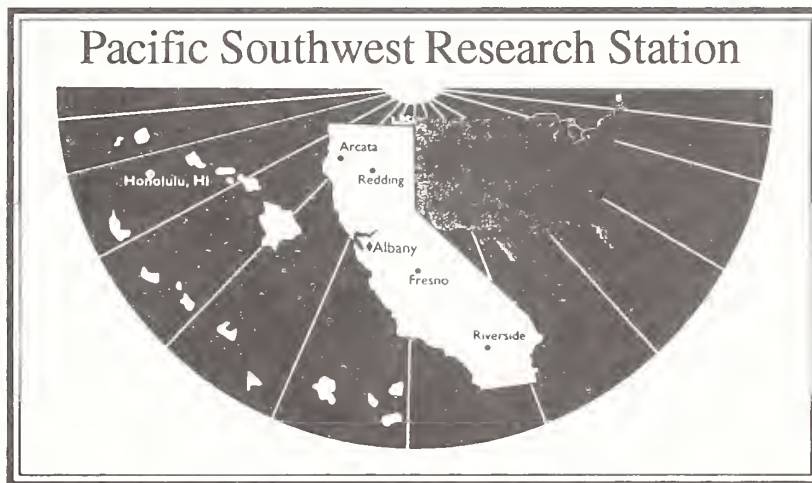 Pacific Southwest Research Station
Arcata
Honolulu, HI
Redding
Albany
Fresno
Riverside